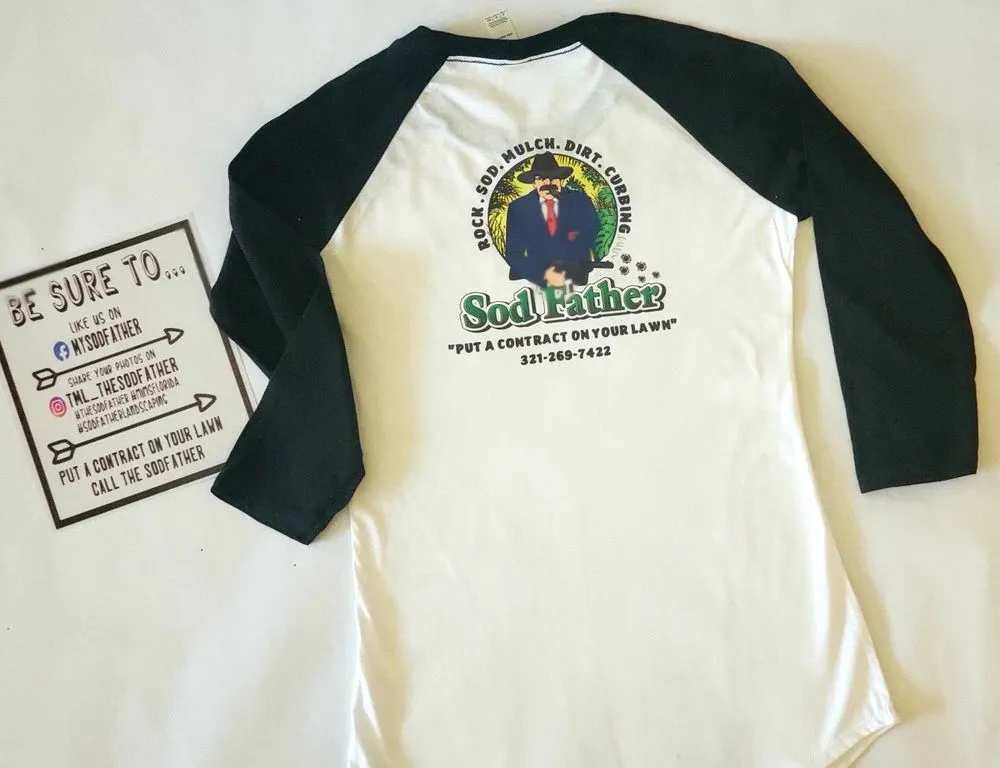 BE SURE TO...
LIKE US ON
MYSODFATHER
SHARE YOUR PHOTOS ON
TML_THESODFATHER
#THESODFATHER #MIMSFLORIDA
#SODFATHERLANDSCAPING
PUT A CONTRACT ON YOUR LAWN
CALL THE SODFATHER
ROCK . SOD. MULCH. DIRT. CURBING
Sod Father
"PUT A CONTRACT ON YOUR LAWN"
321-269-7422